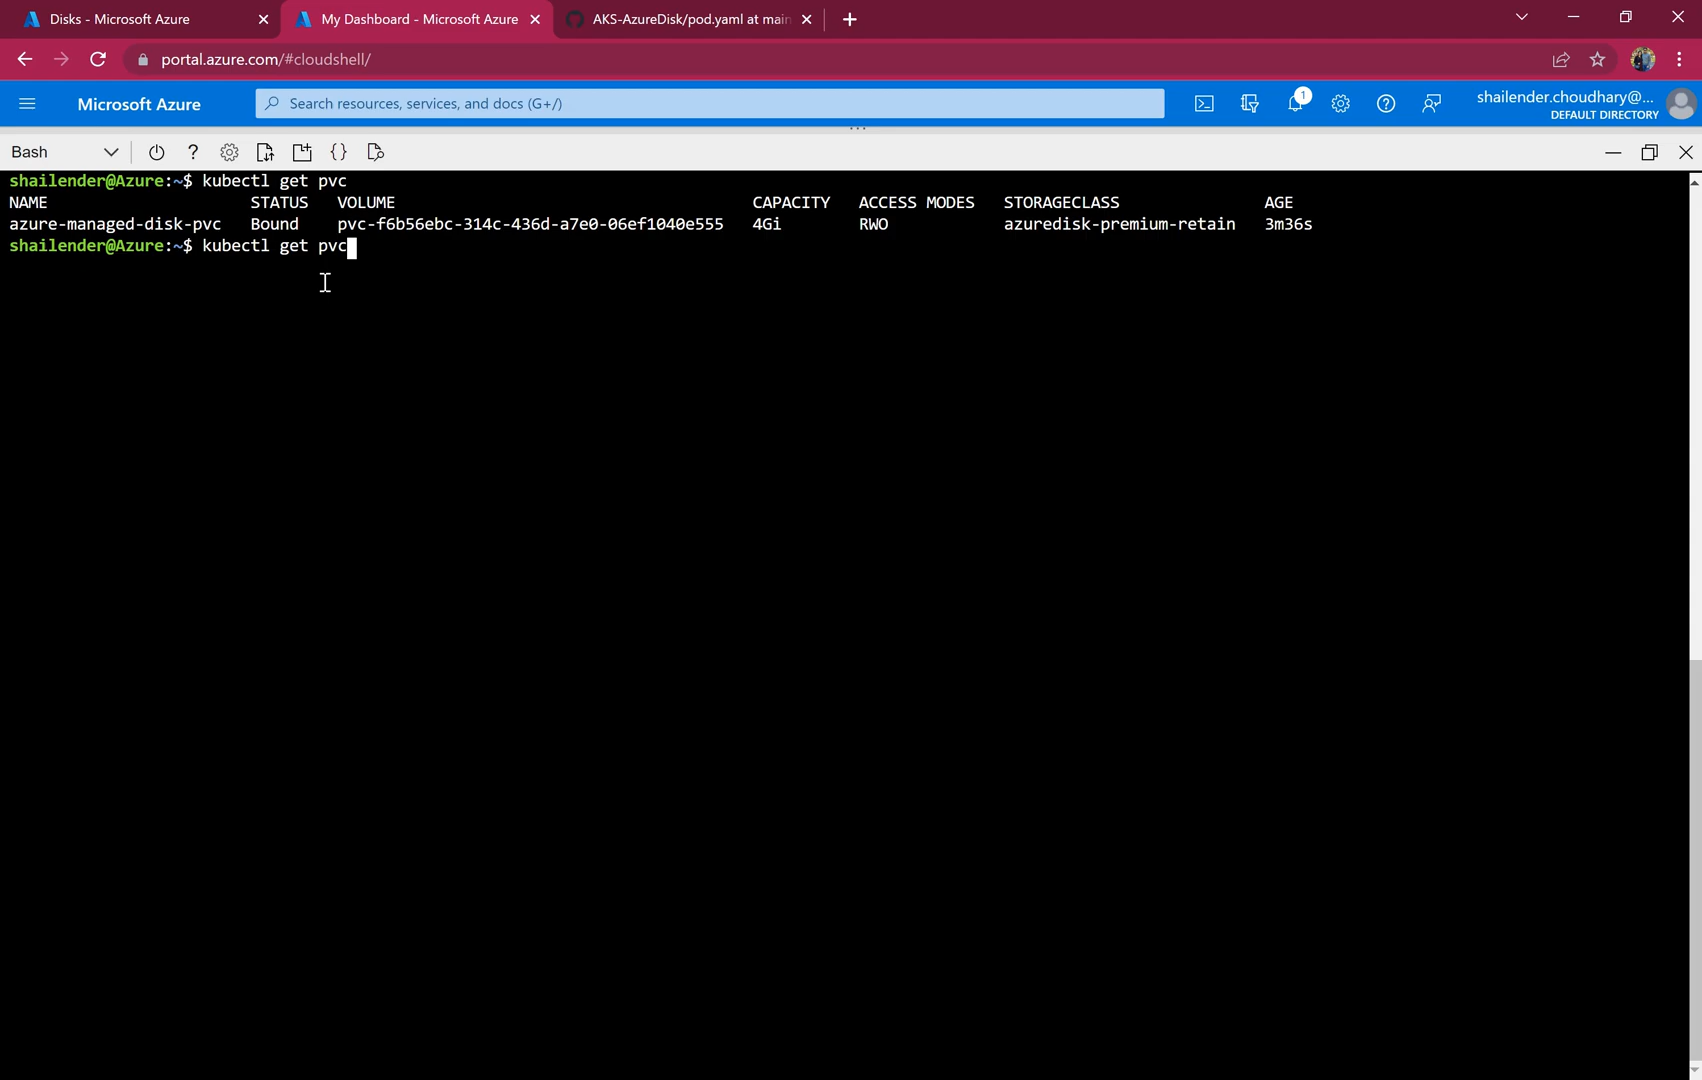 Disks - Microsoft Azure
My Dashboard - Microsoft Azure
AKS-AzureDisk/pod.yaml at main
portal.azure.com/#cloudshell/
Microsoft Azure
Search resources, services, and docs (G+/)
1
shailender.choudhary@...
DEFAULT DIRECTORY
Bash
shailender@Azure:~$ kubectl get pvc
NAME STATUS VOLUME CAPACITY ACCESS MODES STORAGECLASS AGE
azure-managed-disk-pvc Bound pvc-f6b56ebc-314c-436d-a7e0-06ef1040e555 4Gi RWO azuredisk-premium-retain 3m36s
shailender@Azure:~$ kubectl get pvc